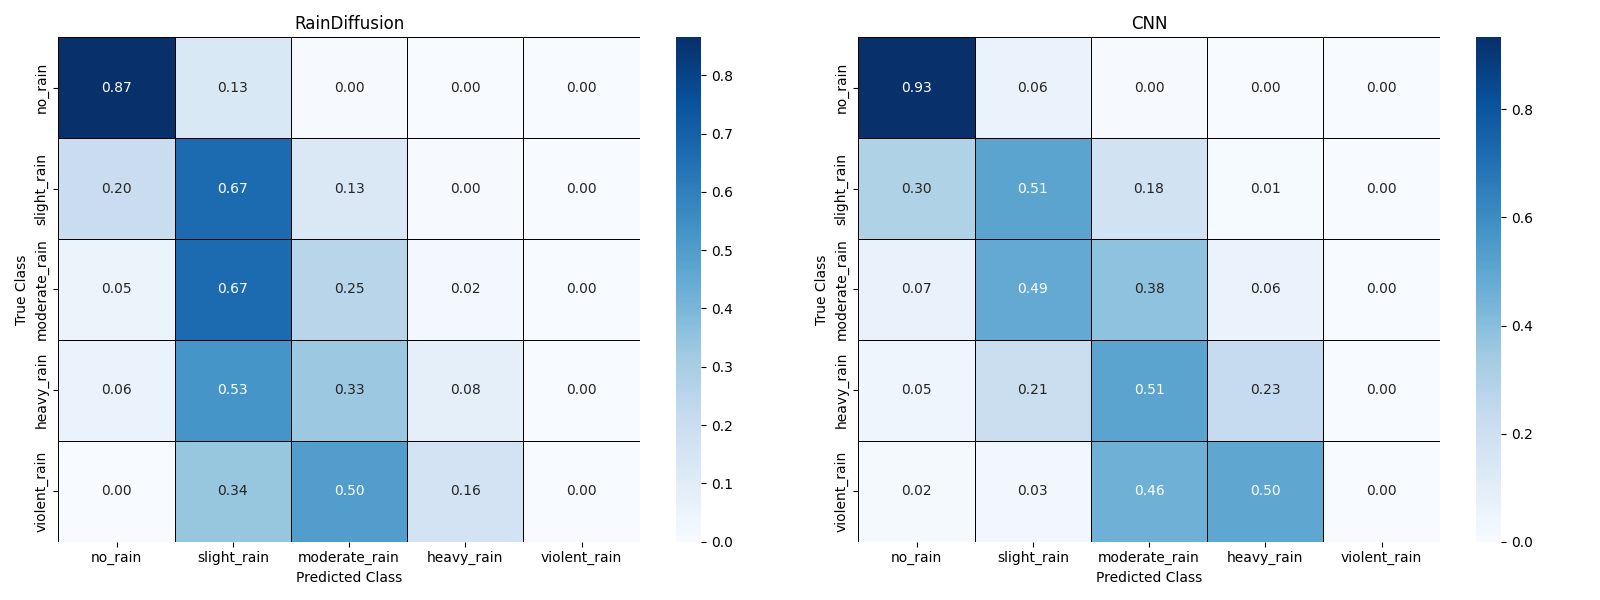 RainDiffusion
no_rain 0.87 0.13 0.00 0.00 0.00
slight_rain 0.20 0.67 0.13 0.00 0.00
moderate_rain 0.05 0.67 0.25 0.02 0.00
heavy_rain 0.06 0.53 0.33 0.08 0.00
violent_rain 0.00 0.34 0.50 0.16 0.00
True Class
no_rain slight_rain moderate_rain heavy_rain violent_rain
Predicted Class
0.8
0.7
0.6
0.5
0.4
0.3
0.2
0.1
0.0
CNN
no_rain 0.93 0.06 0.00 0.00 0.00
slight_rain 0.30 0.51 0.18 0.01 0.00
moderate_rain 0.07 0.49 0.38 0.06 0.00
heavy_rain 0.05 0.21 0.51 0.23 0.00
violent_rain 0.02 0.03 0.46 0.50 0.00
True Class
no_rain slight_rain moderate_rain heavy_rain violent_rain
Predicted Class
0.8
0.6
0.4
0.2
0.0